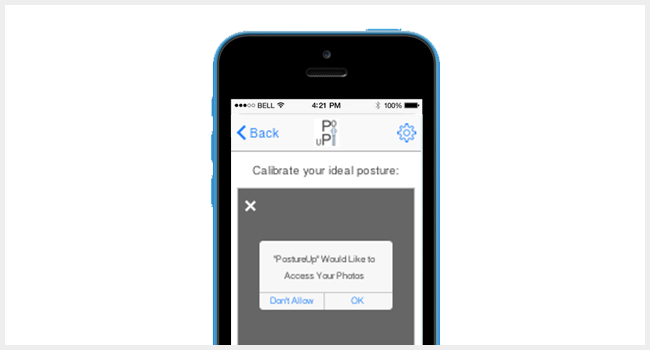 BELL 4:21 PM 100%
Back
Calibrate your ideal posture:
"PostureUp" Would Like to
Access Your Photos
Don't Allow OK